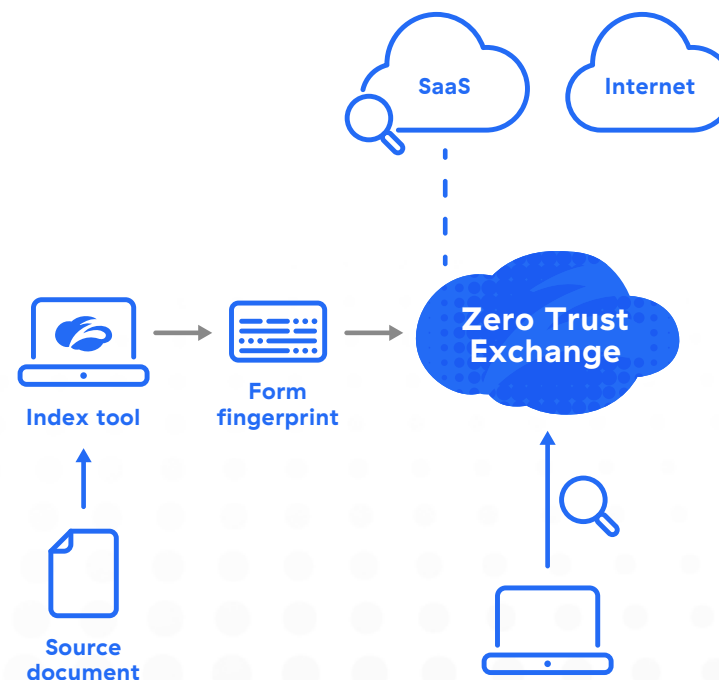 SaaS
Internet
Zero Trust
Exchange
Form
fingerprint
Index tool
Source
document